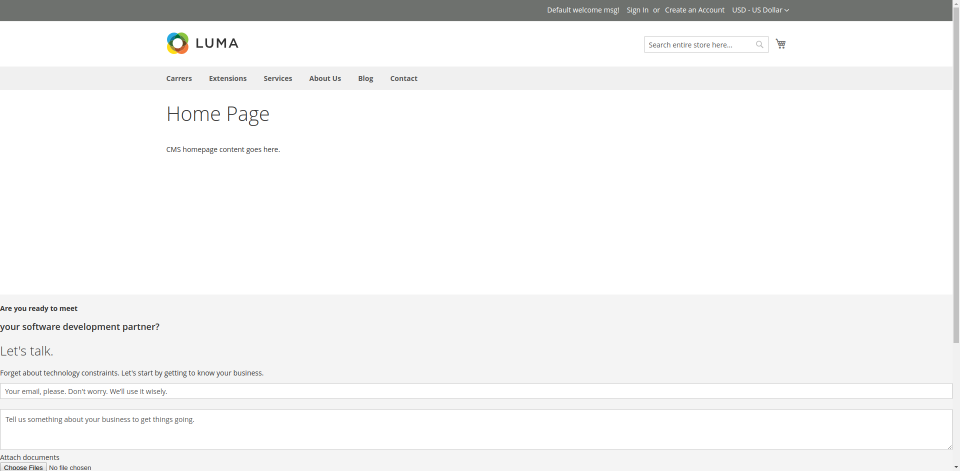 Default welcome msg! Sign In or Create an Account USD - US Dollar
LUMA
Search entire store here...
Carrers Extensions Services About Us Blog Contact
Home Page
CMS homepage content goes here.
Are you ready to meet
your software development partner?
Let's talk.
Forget about technology constraints. Let's start by getting to know your business.
Your email, please. Don't worry. We'll use it wisely.
Tell us something about your business to get things going.
Attach documents
Choose Files No file chosen